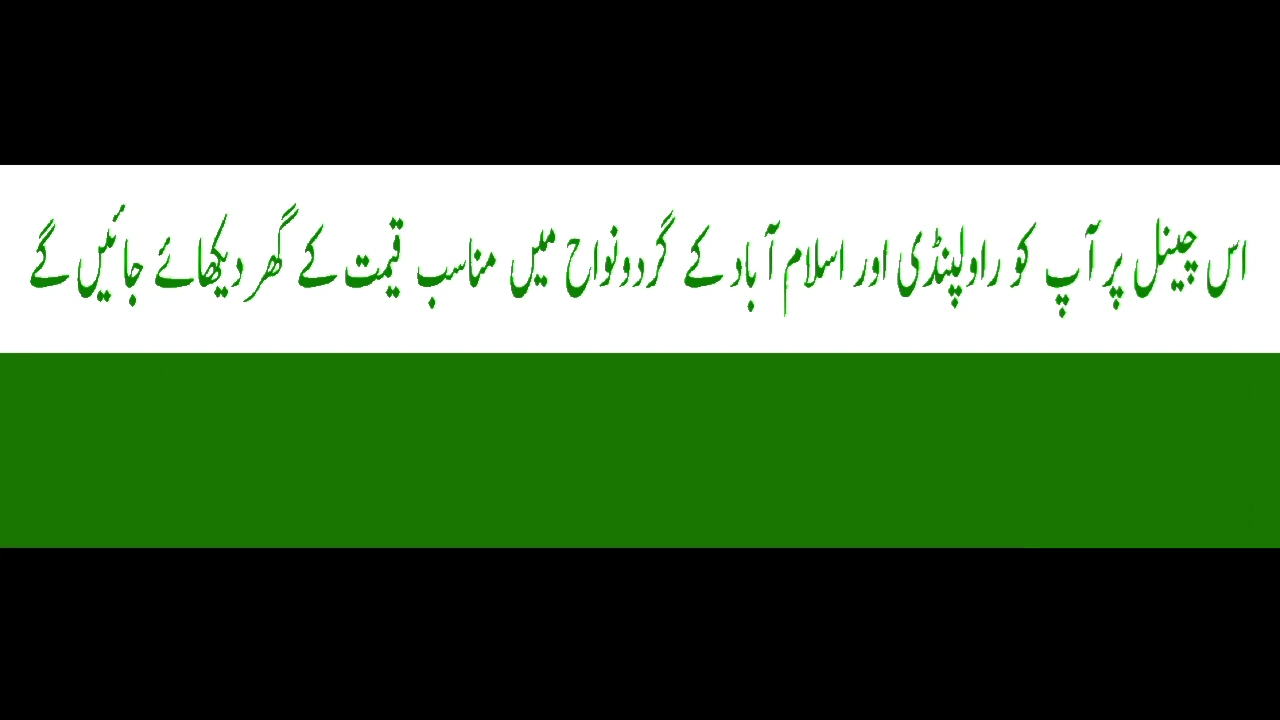 اس چینل پر آپ کو راولپنڈی اور اسلام آباد کے گردونواح میں مناسب قیمت کے گھر دیکھائے جائیں گے